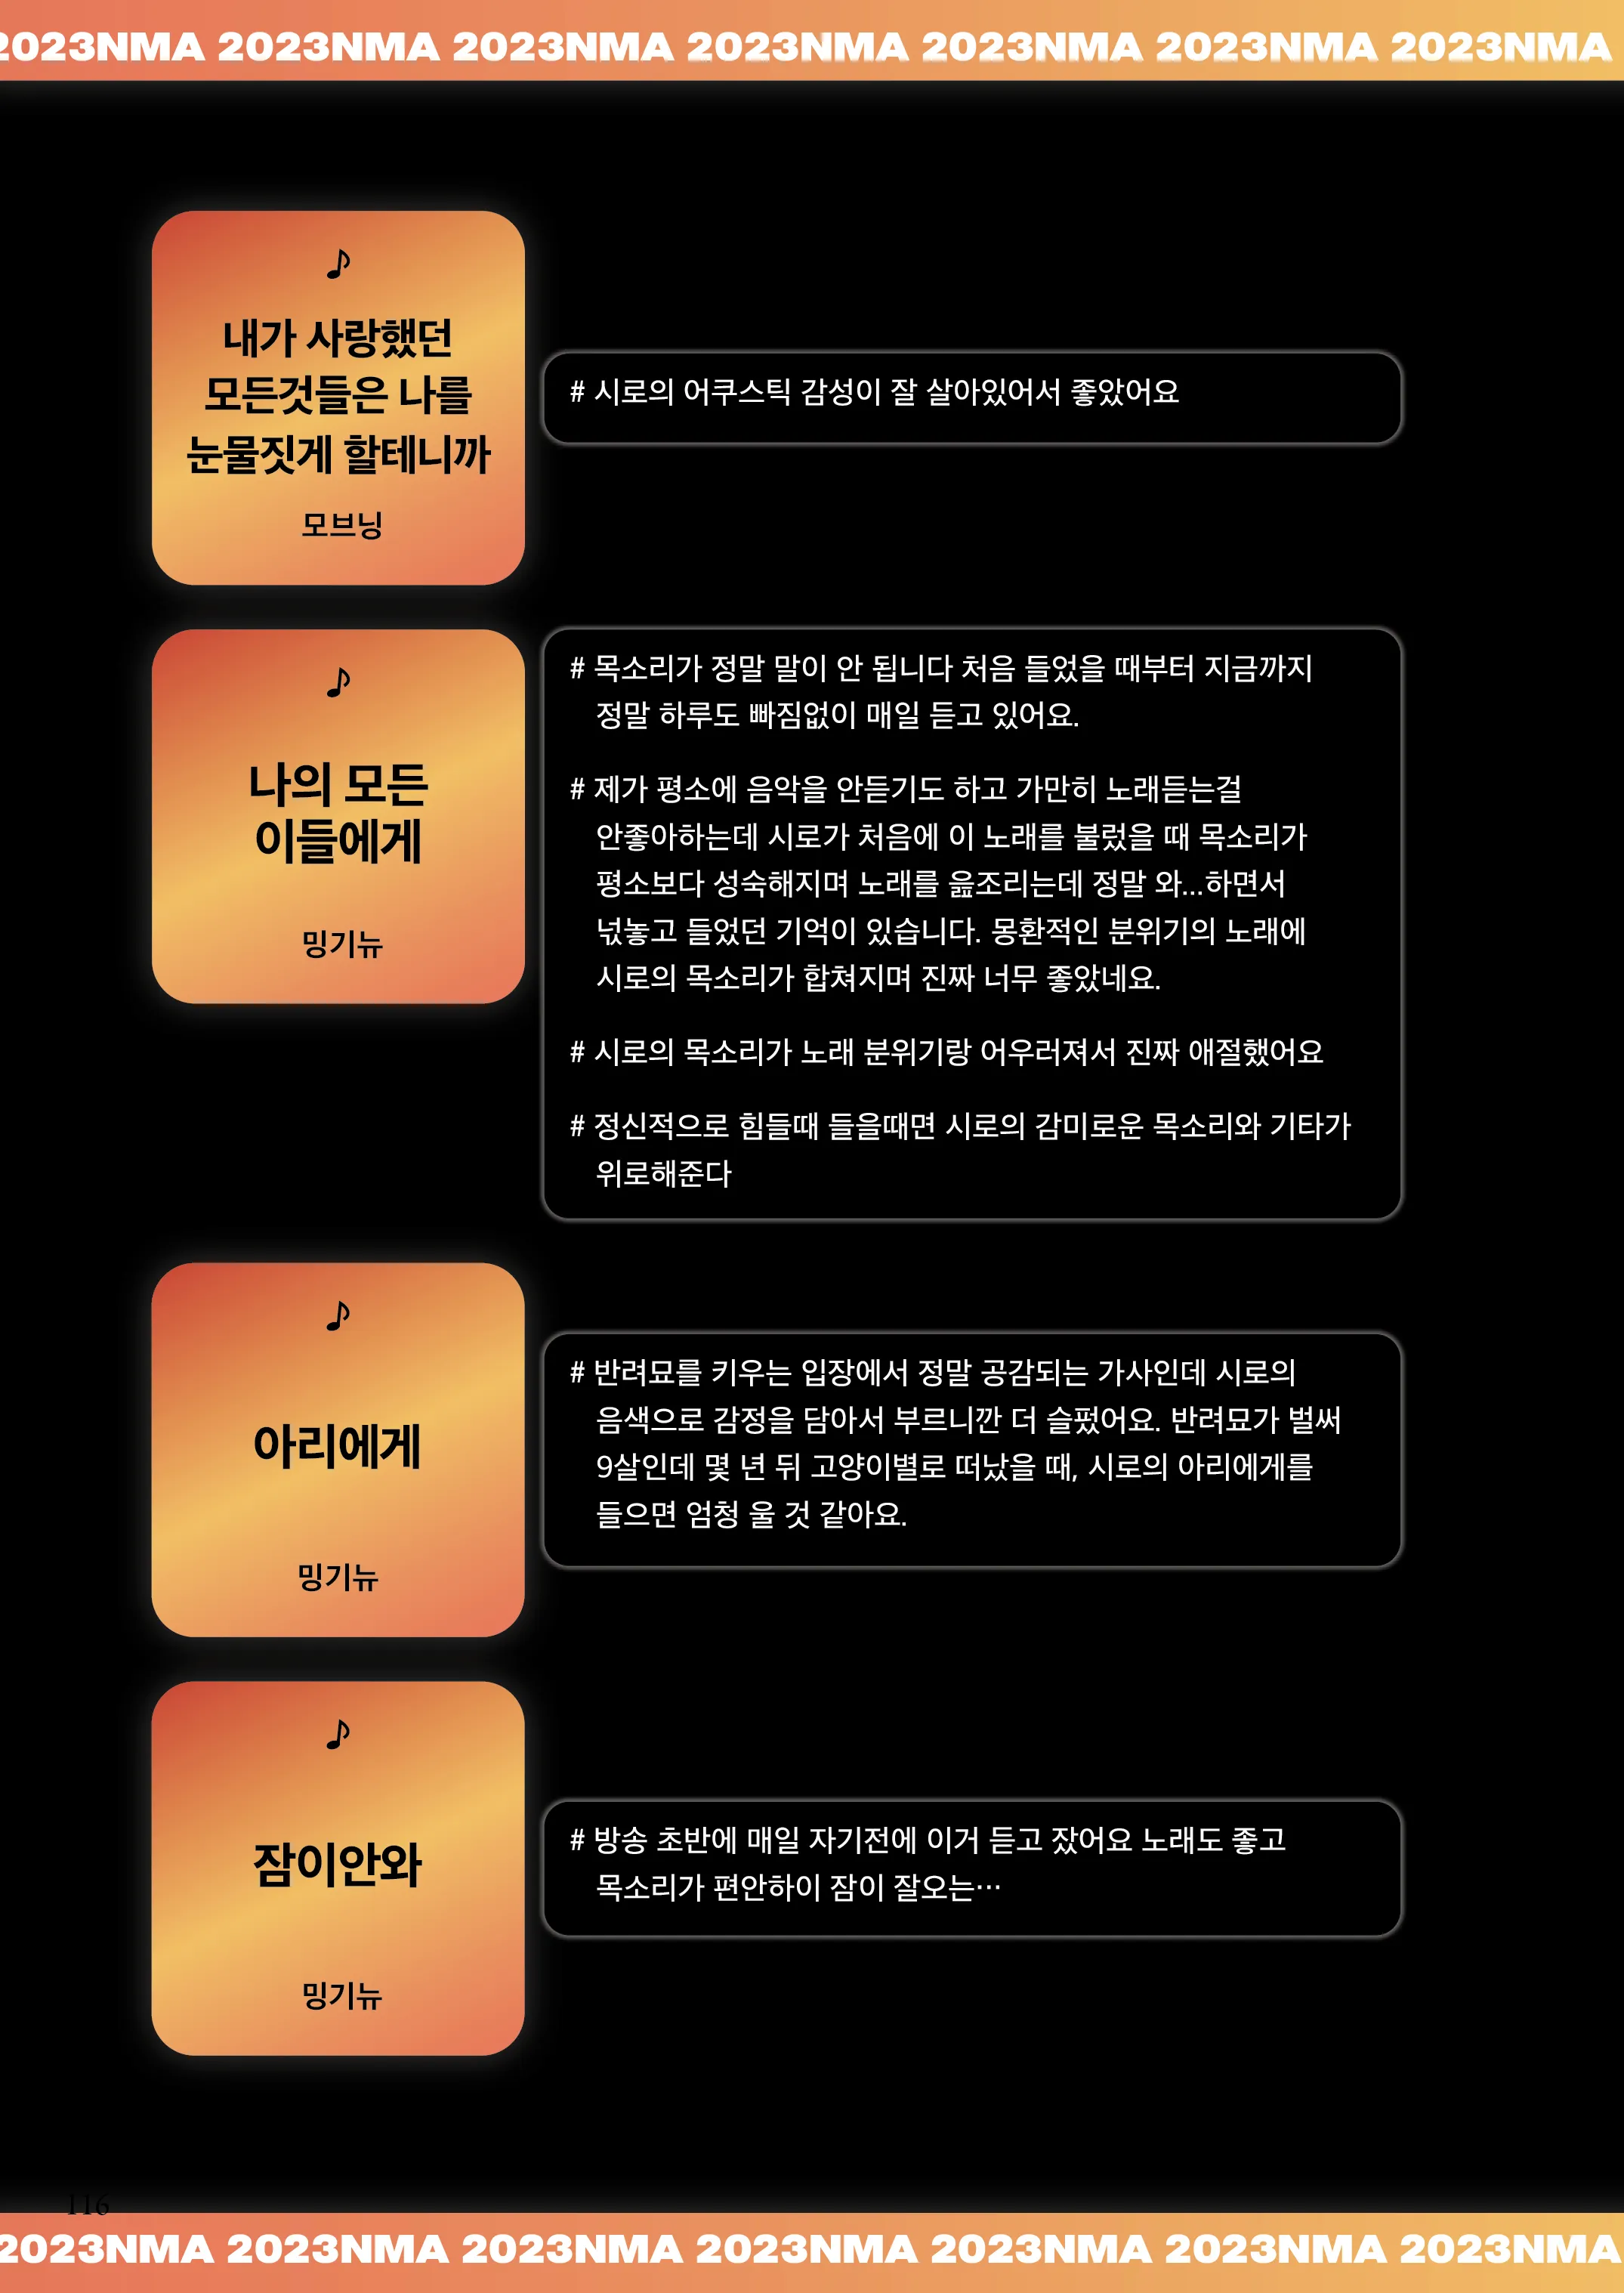 2023NMA 2023NMA 2023NMA 2023NMA 2023NMA 2023NMA 2023NMA
♪
내가 사랑했던
모든것들은 나를
눈물짓게 할테니까
모브닝
# 시로의 어쿠스틱 감성이 잘 살아있어서 좋았어요
♪
나의 모든
이들에게
밍기뉴
# 목소리가 정말 말이 안 됩니다 처음 들었을 때부터 지금까지
정말 하루도 빠짐없이 매일 듣고 있어요.
# 제가 평소에 음악을 안듣기도 하고 가만히 노래듣는걸
안좋아하는데 시로가 처음에 이 노래를 불렀을 때 목소리가
평소보다 성숙해지며 노래를 읊조리는데 정말 와...하면서
넋놓고 들었던 기억이 있습니다. 몽환적인 분위기의 노래에
시로의 목소리가 합쳐지며 진짜 너무 좋았네요.
# 시로의 목소리가 노래 분위기랑 어우러져서 진짜 애절했어요
# 정신적으로 힘들때 들을때면 시로의 감미로운 목소리와 기타가
위로해준다
♪
아리에게
밍기뉴
# 반려묘를 키우는 입장에서 정말 공감되는 가사인데 시로의
음색으로 감정을 담아서 부르니깐 더 슬펐어요. 반려묘가 벌써
9살인데 몇 년 뒤 고양이별로 떠났을 때, 시로의 아리에게를
들으면 엄청 울 것 같아요.
♪
잠이안와
밍기뉴
# 방송 초반에 매일 자기전에 이거 듣고 잤어요 노래도 좋고
목소리가 편안하이 잠이 잘오는…
116
2023NMA 2023NMA 2023NMA 2023NMA 2023NMA 2023NMA 2023NMA